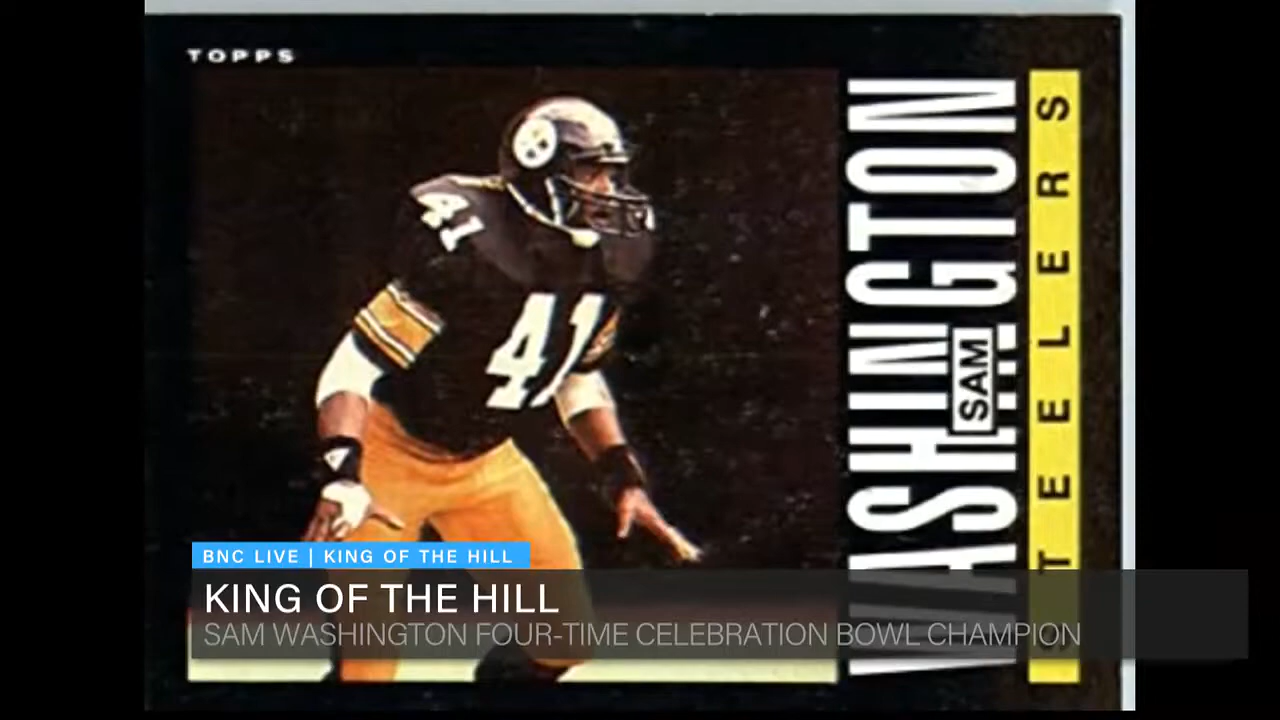 TOPPS
41
41
WASHINGTON
SAM
STEELERS
BNC LIVE | KING OF THE HILL
KING OF THE HILL
SAM WASHINGTON FOUR-TIME CELEBRATION BOWL CHAMPION